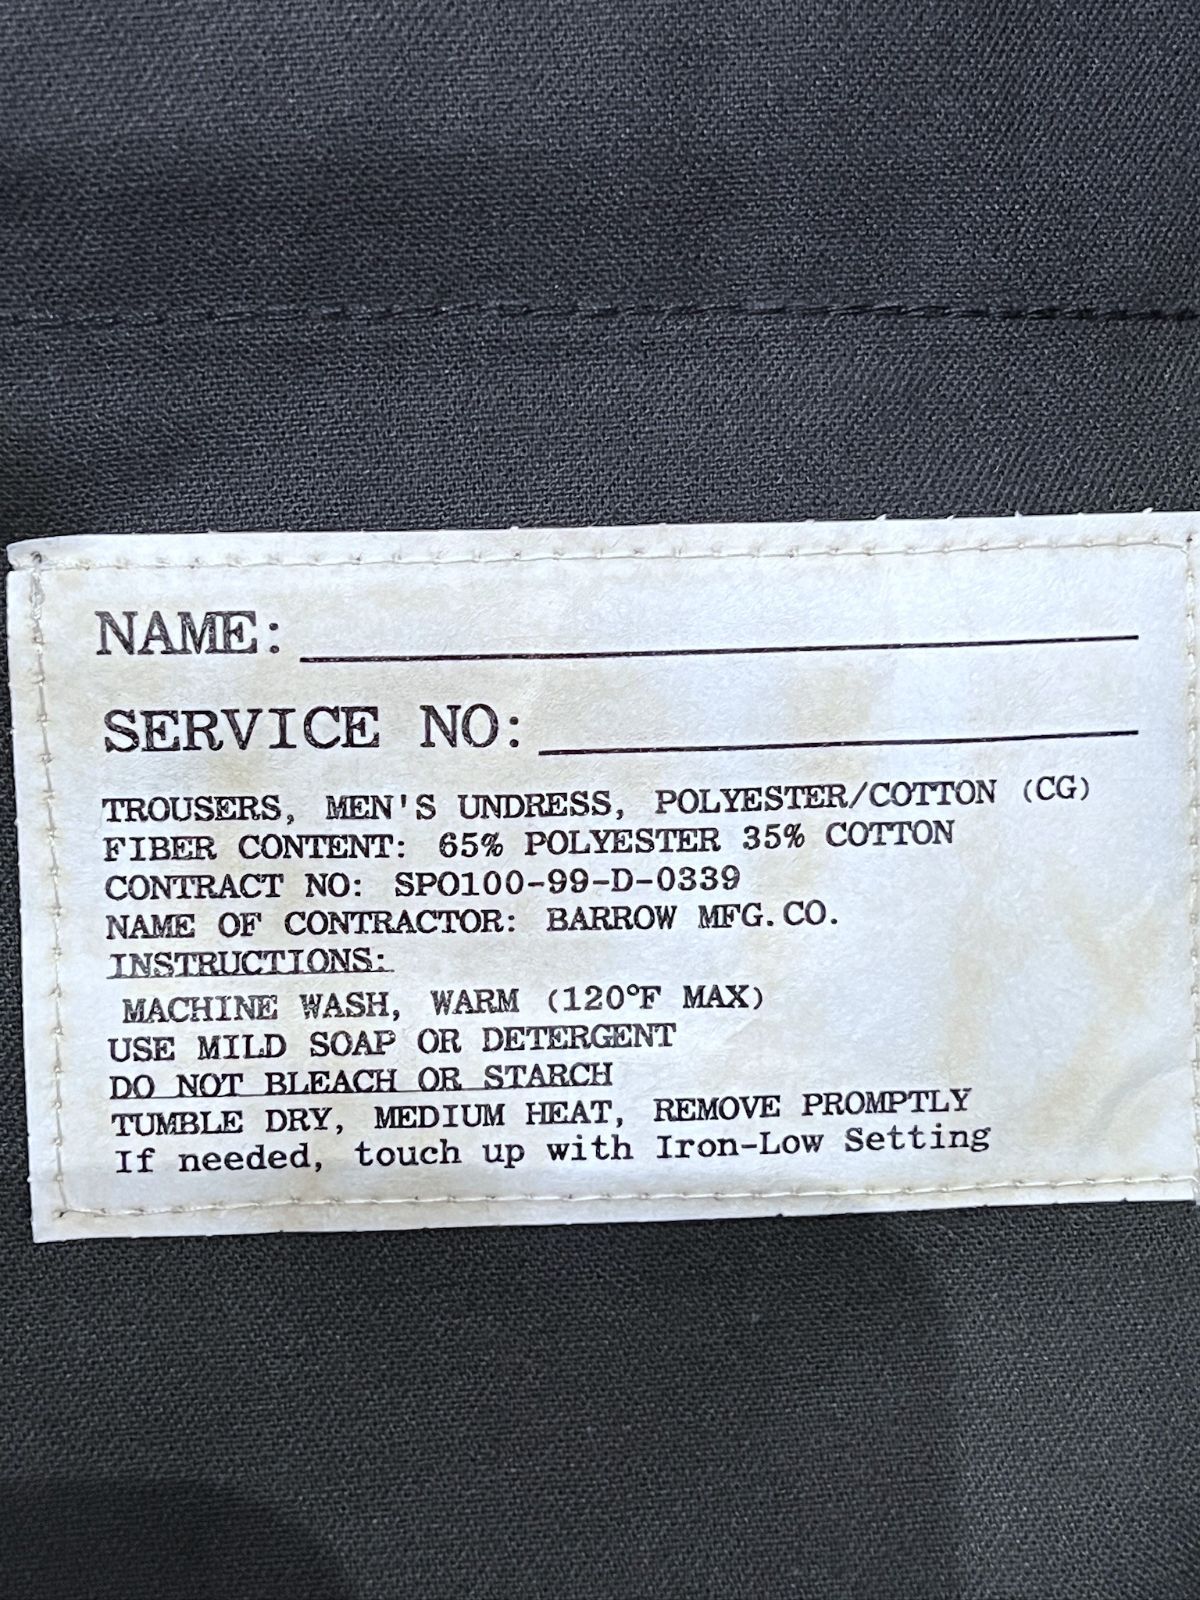 NAME:
SERVICE NO:
TROUSERS, MEN'S UNDRESS, POLYESTER/COTTON (CG)
FIBER CONTENT: 65% POLYESTER 35% COTTON
CONTRACT NO: SPO100-99-D-0339
NAME OF CONTRACTOR: BARROW MFG.CO.
INSTRUCTIONS:
MACHINE WASH, WARM (120°F MAX)
USE MILD SOAP OR DETERGENT
DO NOT BLEACH OR STARCH
TUMBLE DRY, MEDIUM HEAT, REMOVE PROMPTLY
If needed, touch up with Iron-Low Setting